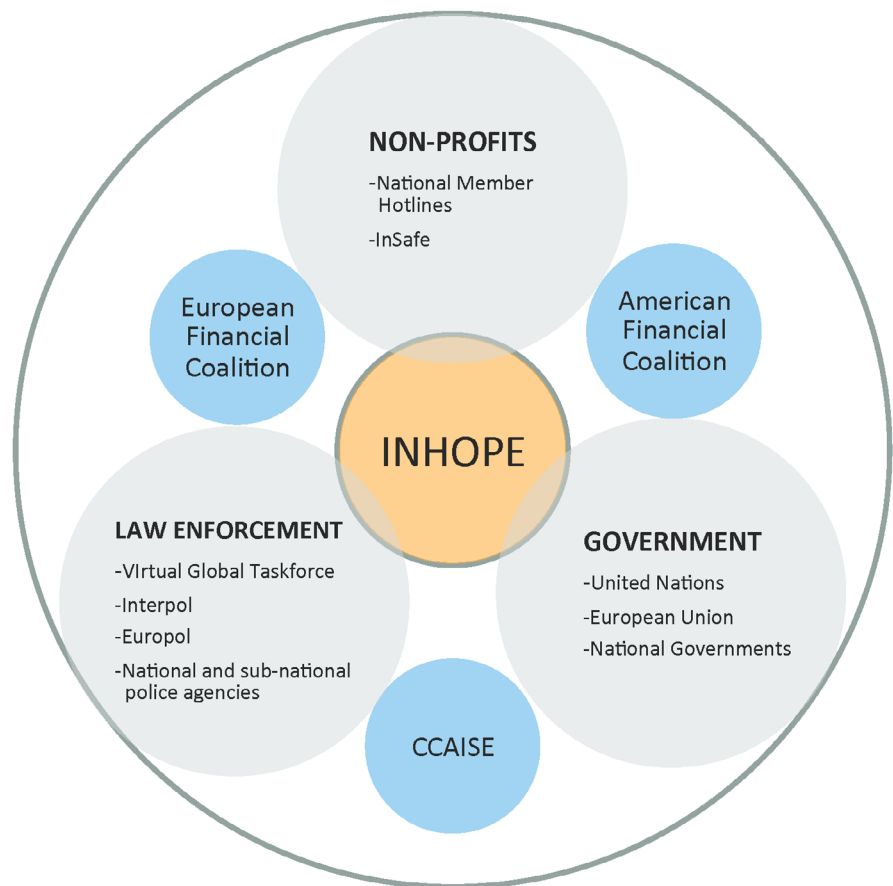 NON-PROFITS
-National Member
Hotlines
-InSafe
European
Financial
Coalition
American
Financial
Coalition
INHOPE
LAW ENFORCEMENT
-VIrtual Global Taskforce
-Interpol
-Europol
-National and sub-national
police agencies
GOVERNMENT
-United Nations
-European Union
-National Governments
CCAISE